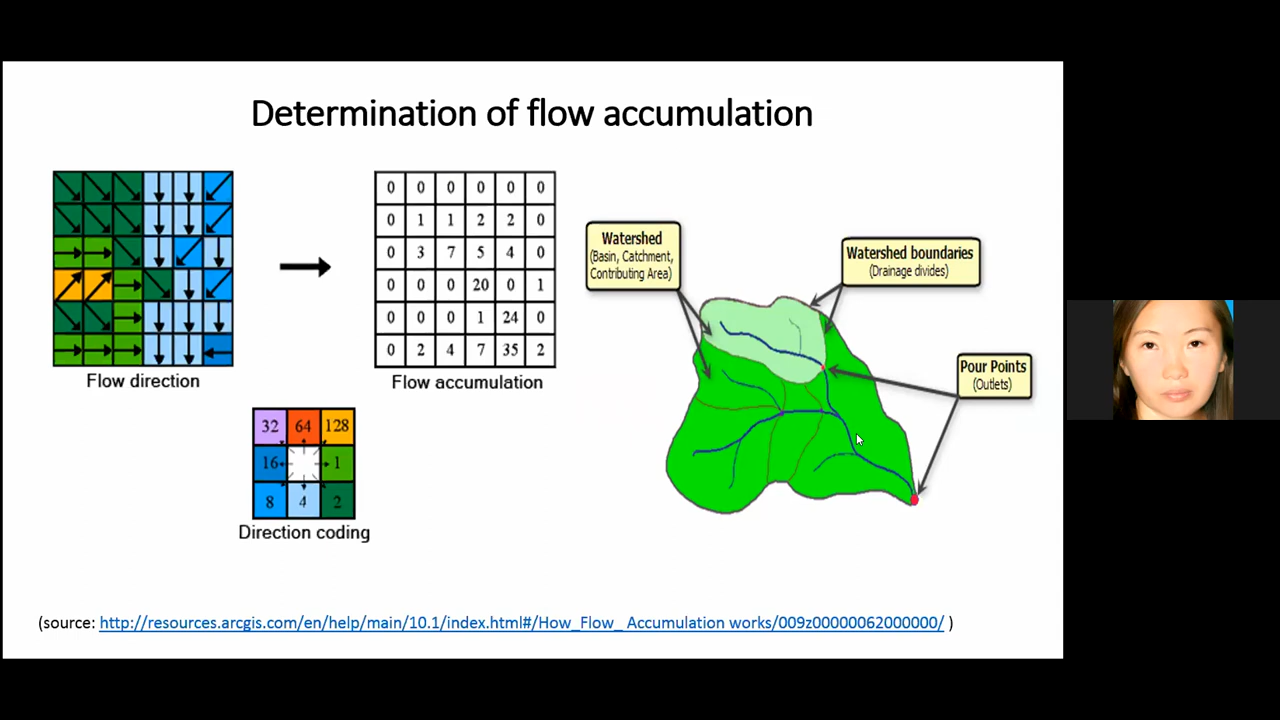 Determination of flow accumulation
0 0 0 0 0 0
0 1 1 2 2 0
0 3 7 5 4 0
0 0 0 20 0 1
0 0 0 1 24 0
0 2 4 7 35 2
Flow direction
Flow accumulation
32 64 128
16 1
8 4 2
Direction coding
Watershed
(Basin, Catchment,
Contributing Area)
Watershed boundaries
(Drainage divides)
Pour Points
(Outlets)
(source: http://resources.arcgis.com/en/help/main/10.1/index.html#/How_Flow_ Accumulation works/009z00000062000000/ )